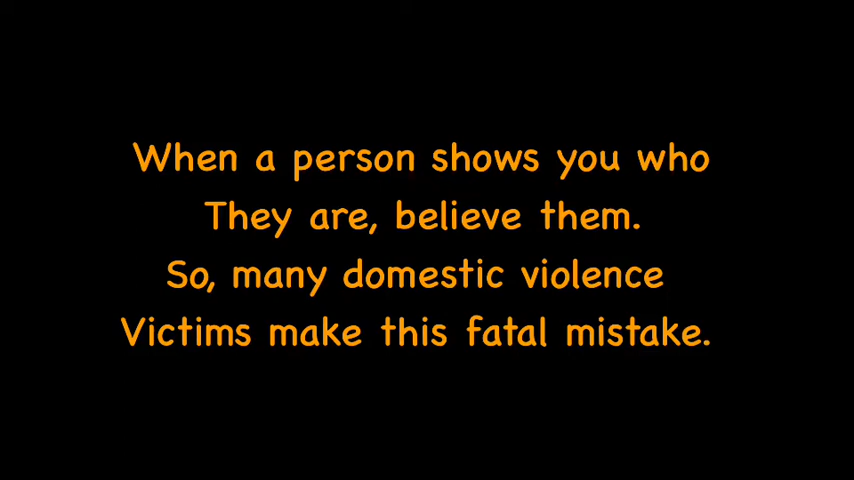 When a person shows you who
They are, believe them.
So, many domestic violence
Victims make this fatal mistake.